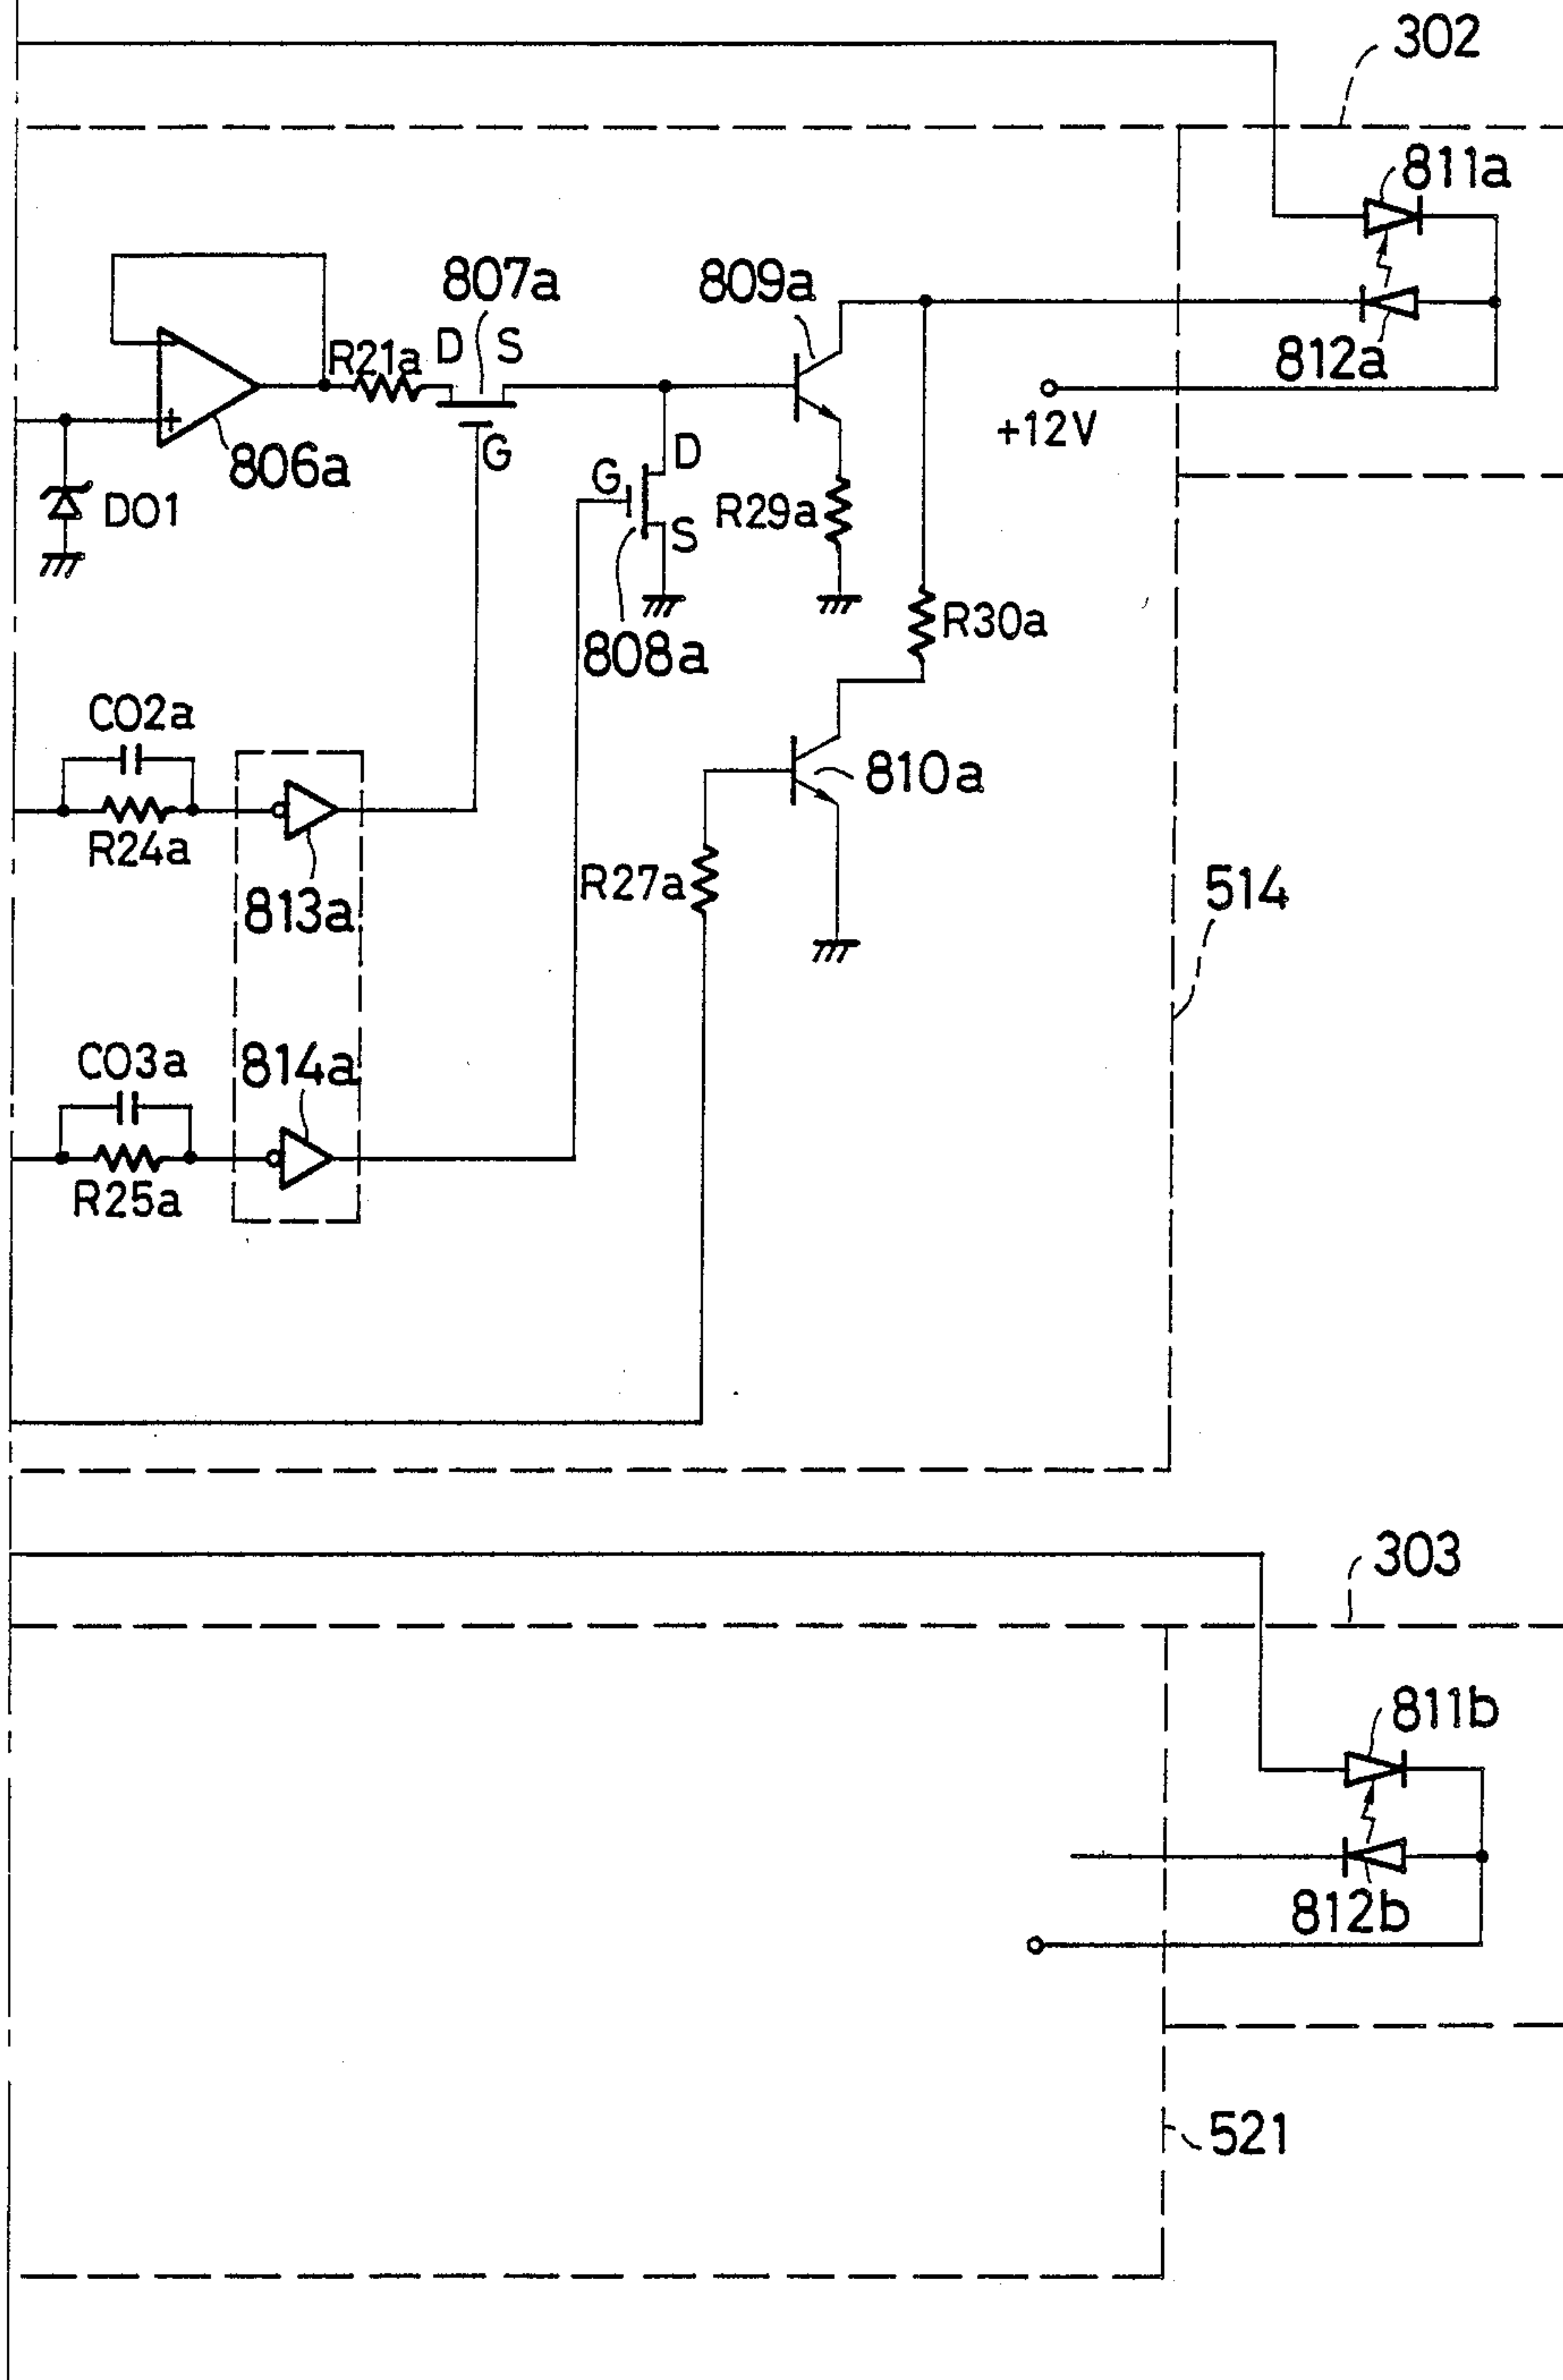 302
811a
807a
809a
R21a
D S
812a
+
+12V
G
806a
D
G
D01
R29a
S
R30a
808a
C02a
810a
R24a
R27a
813a
514
C03a
814a
R25a
303
811b
812b
521